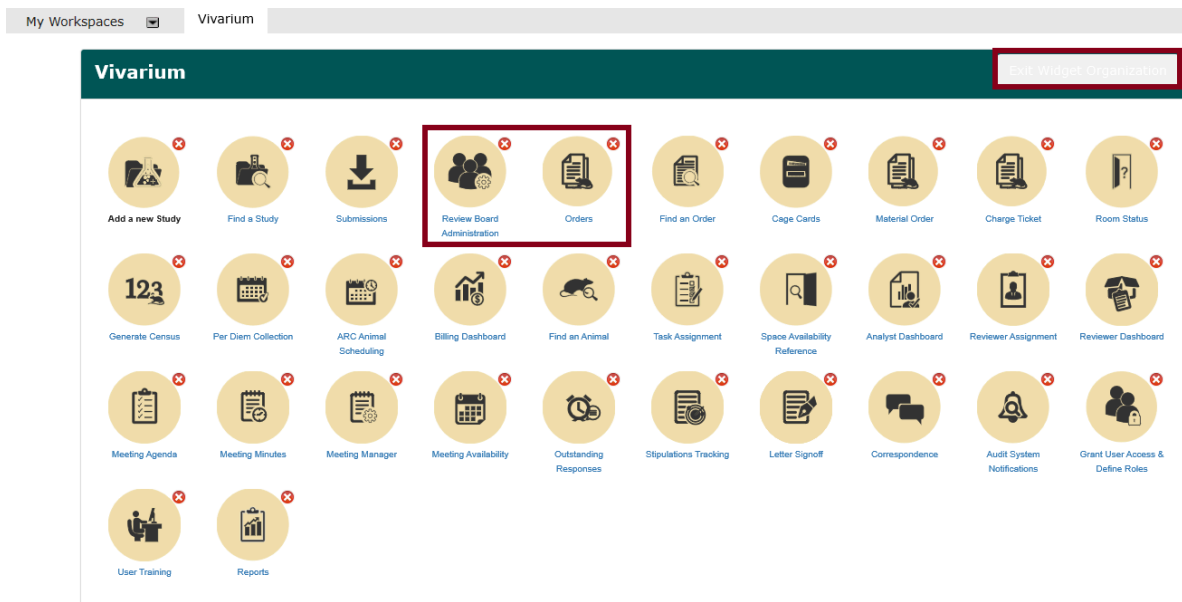 My Workspaces
Vivarium
Vivarium
Exit Widget Organization
Add a new Study
Find a Study
Submissions
Review Board
Administration
Orders
Find an Order
Cage Cards
Material Order
Charge Ticket
Room Status
?
123
Generate Census
Per Diem Collection
ARC Animal
Scheduling
Billing Dashboard
$
Find an Animal
Task Assignment
Space Availability
Reference
Analyst Dashboard
Reviewer Assignment
Reviewer Dashboard
Meeting Agenda
Meeting Minutes
Meeting Manager
Meeting Availability
Outstanding
Responses
Stipulations Tracking
Letter Signoff
Correspondence
Audit System
Notifications
Grant User Access &
Define Roles
User Training
Reports